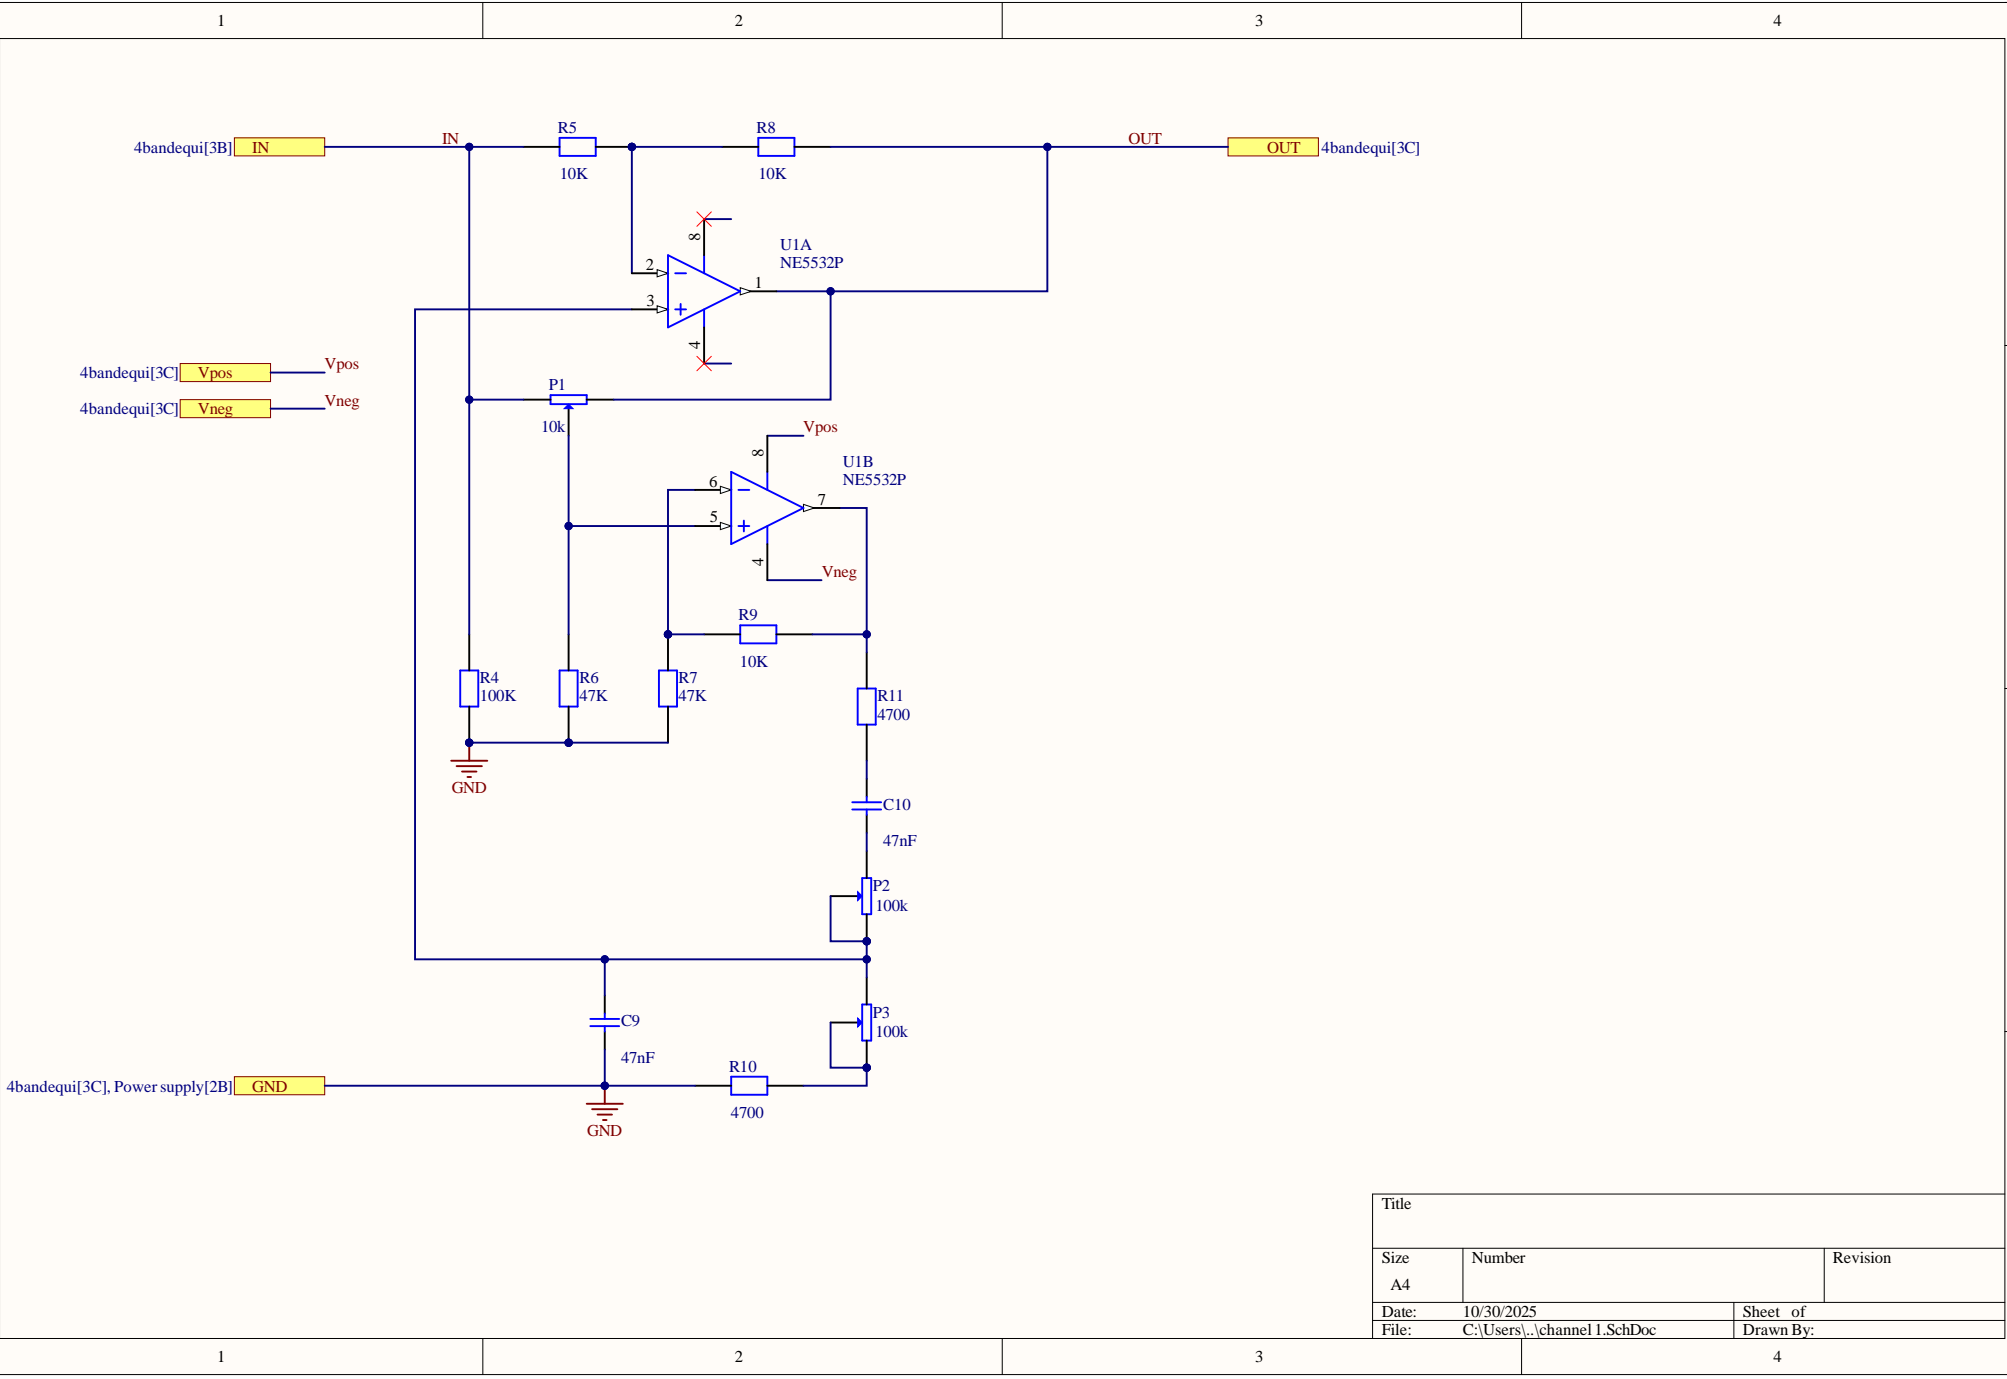 1 2 3 4
R5 R8
4bandequi[3B] IN IN OUT OUT 4bandequi[3C]
10K 10K
8
U1A
NE5532P
2
1
3
4
4bandequi[3C] Vpos Vpos
4bandequi[3C] Vneg Vneg
P1
10k
Vpos
8
U1B
NE5532P
6
7
5
4
Vneg
R9
10K
R4
100K
R6
47K
R7
47K
R11
4700
GND
C10
47nF
P2
100k
C9
47nF
P3
100k
R10
4700
4bandequi[3C], Power supply[2B] GND
GND
Title
Size Number Revision
A4
Date: 10/30/2025 Sheet of
File: C:\Users\..\channel 1.SchDoc Drawn By:
1 2 3 4